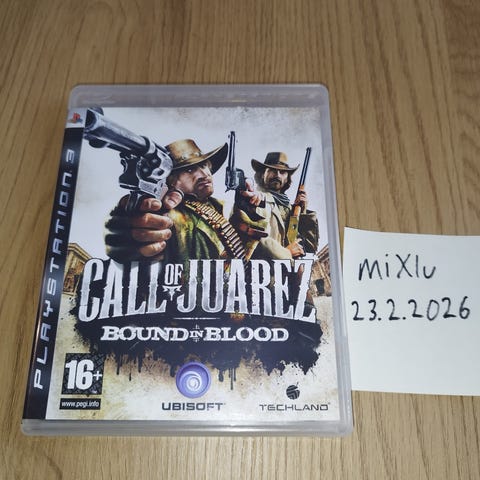 PLAYSTATION 3
CALL OF JUAREZ
BOUND IN BLOOD
16+
www.pegi.info
UBISOFT
TECHLAND
miXlu
23.2.2026